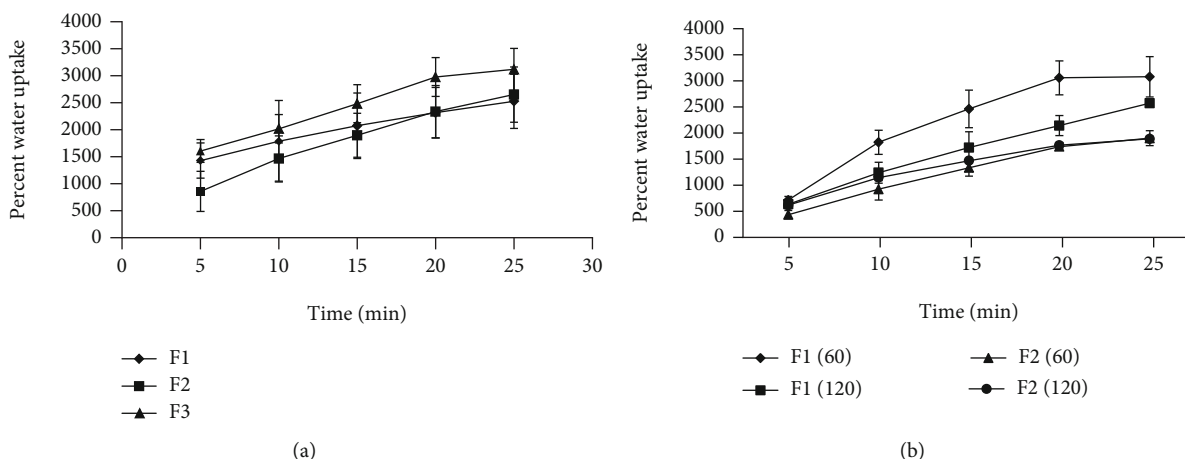 Percent water uptake
4000
3500
3000
2500
2000
1500
1000
500
0
0 5 10 15 20 25 30
Time (min)
F1
F2
F3
(a)
Percent water uptake
4000
3500
3000
2500
2000
1500
1000
500
0
5 10 15 20 25
Time (min)
F1 (60) F2 (60)
F1 (120) F2 (120)
(b)